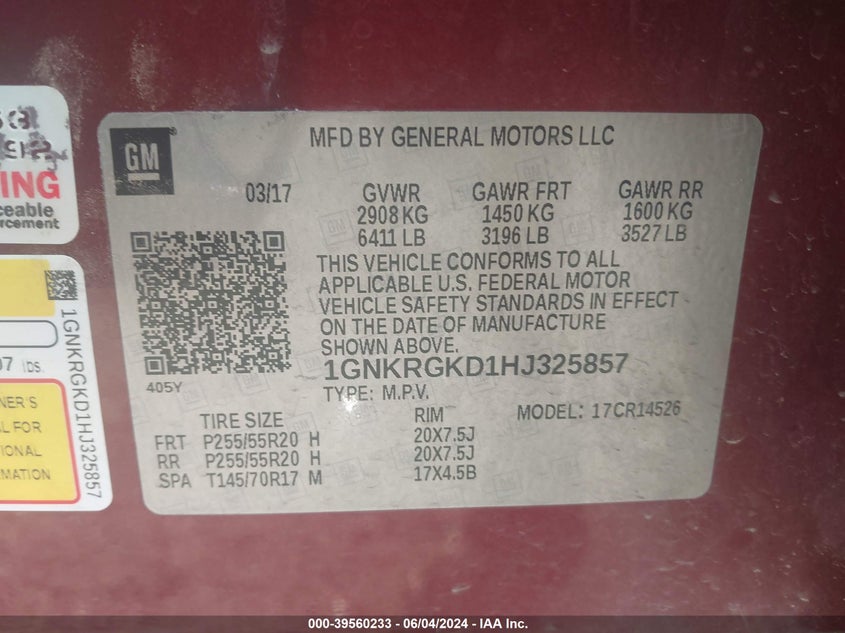 ING
ceable
rcement
1GNKRGKD1HJ325857
07 IDS.
NER'S
AL FOR
IONAL
MATION
GM
MFD BY GENERAL MOTORS LLC
03/17 GVWR GAWR FRT GAWR RR
2908 KG 1450 KG 1600 KG
6411 LB 3196 LB 3527 LB
THIS VEHICLE CONFORMS TO ALL
APPLICABLE U.S. FEDERAL MOTOR
VEHICLE SAFETY STANDARDS IN EFFECT
ON THE DATE OF MANUFACTURE
SHOWN ABOVE.
1GNKRGKD1HJ325857
405Y
TYPE: M.P.V.
TIRE SIZE RIM MODEL: 17CR14526
FRT P255/55R20 H 20X7.5J
RR P255/55R20 H 20X7.5J
SPA T145/70R17 M 17X4.5B
000-39560233 - 06/04/2024 - IAA Inc.